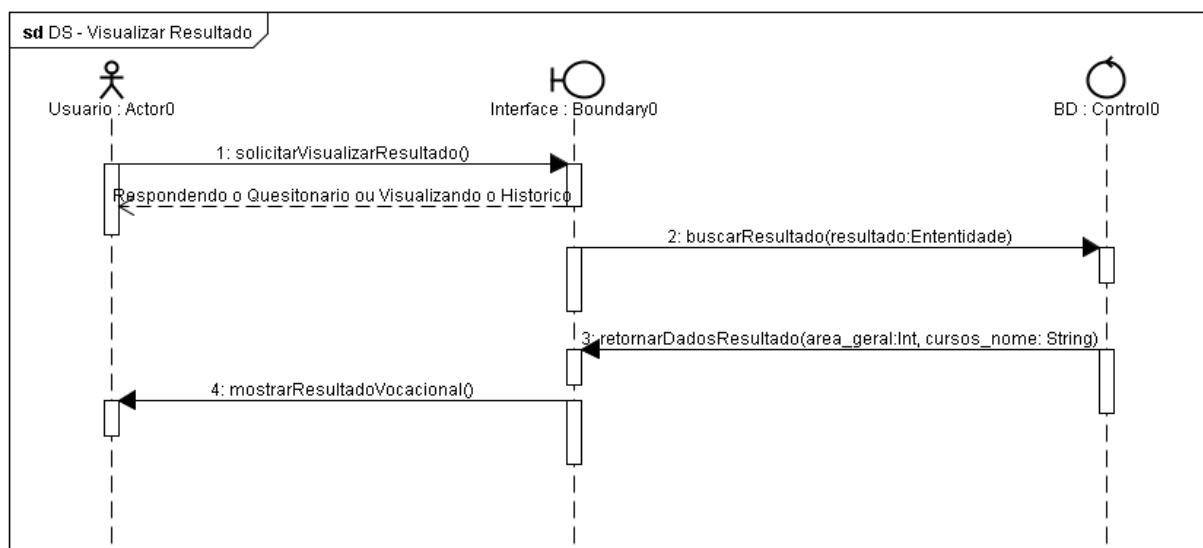 sd DS - Visualizar Resultado
Usuario : Actor0
Interface : Boundary0
BD : Control0
1: solicitarVisualizarResultado()
Respondendo o Quesitonario ou Visualizando o Historico
2: buscarResultado(resultado:Ententidade)
3: retornarDadosResultado(area_geral:Int, cursos_nome: String)
4: mostrarResultadoVocacional()